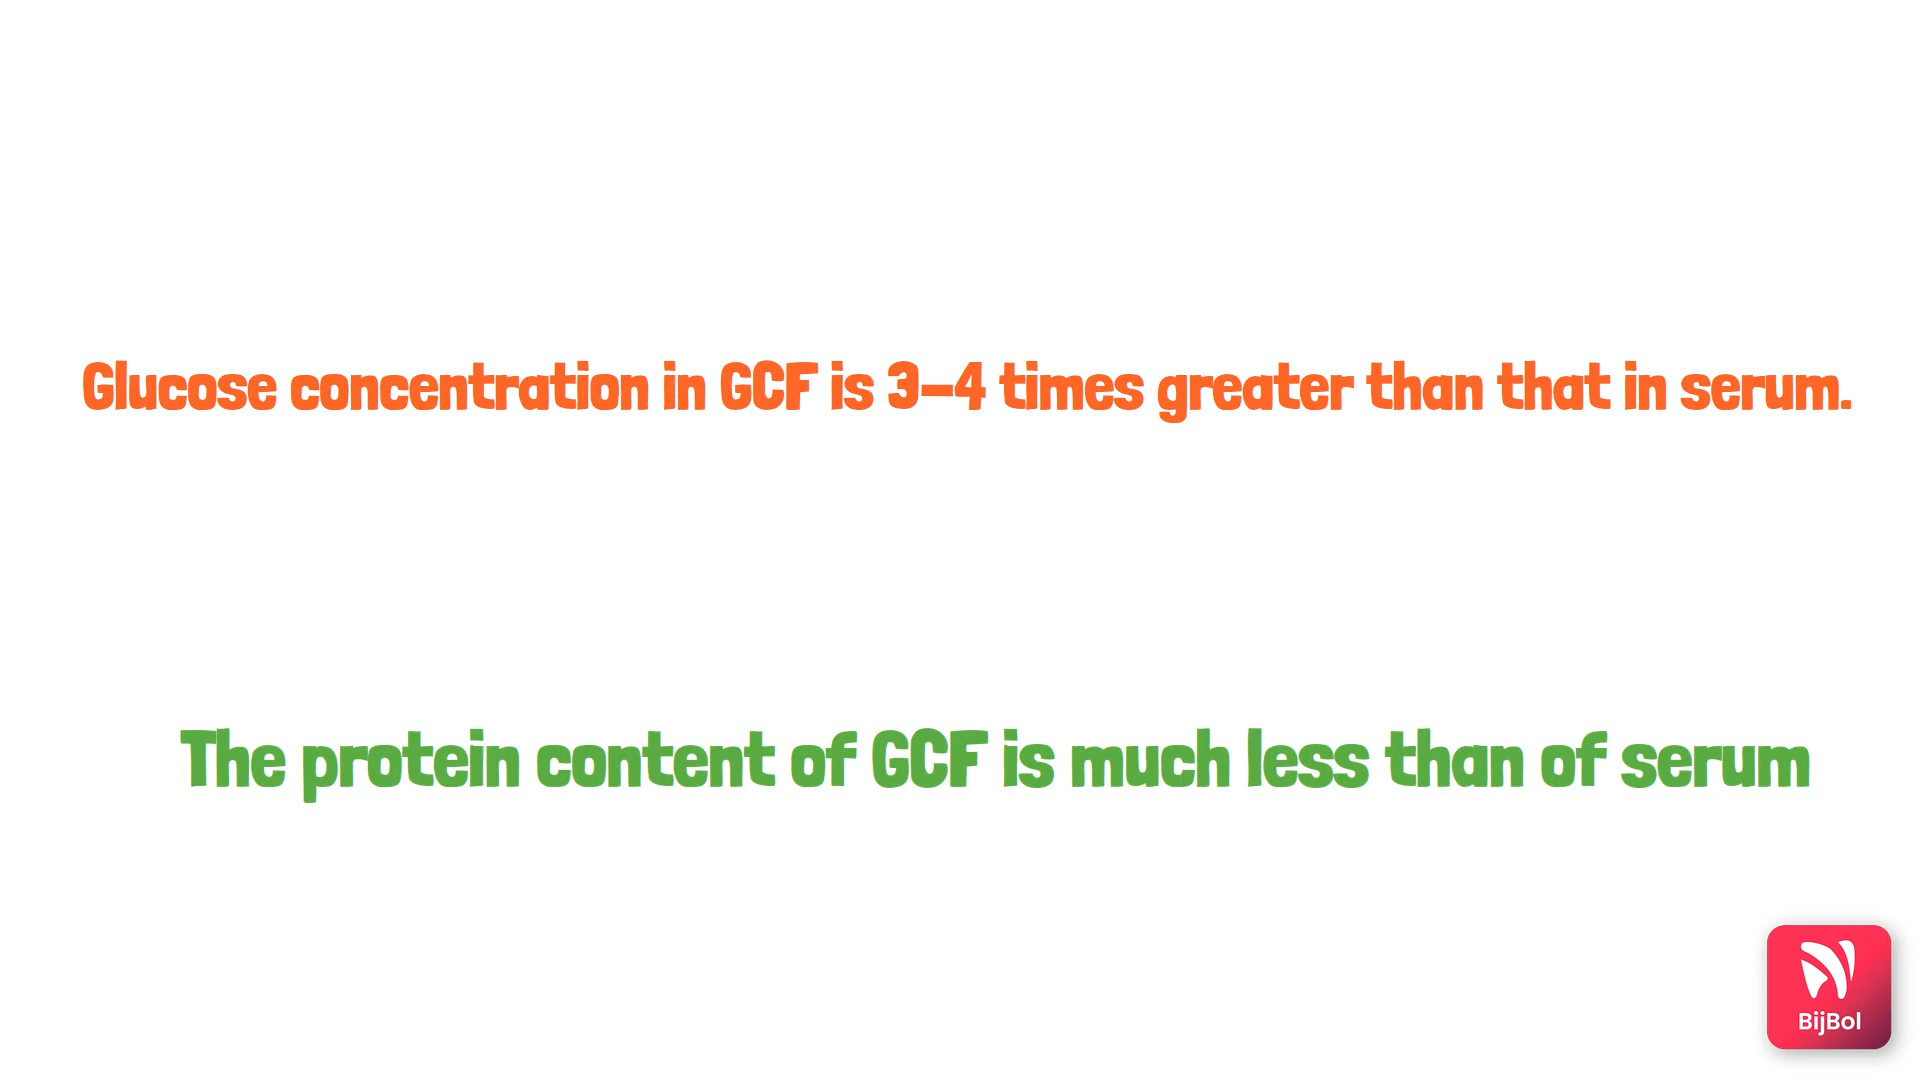 Glucose concentration in GCF is 3–4 times greater than that in serum.
The protein content of GCF is much less than of serum
BijBol